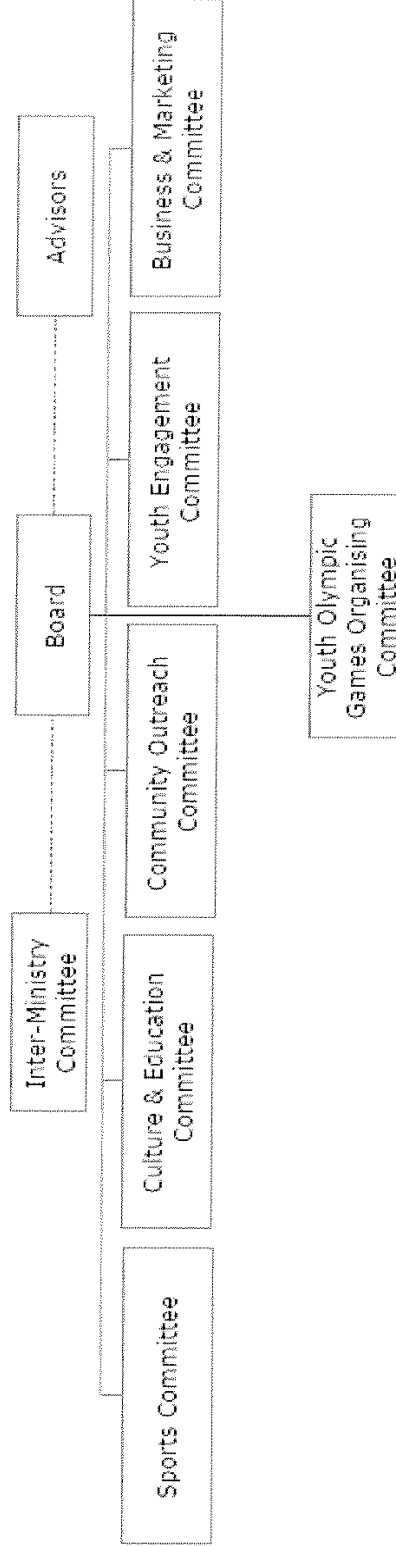 Inter-Ministry
Committee
Board
Advisors
Sports Committee
Culture & Education
Committee
Community Outreach
Committee
Youth Engagement
Committee
Business & Marketing
Committee
Youth Olympic
Games Organising
Committee